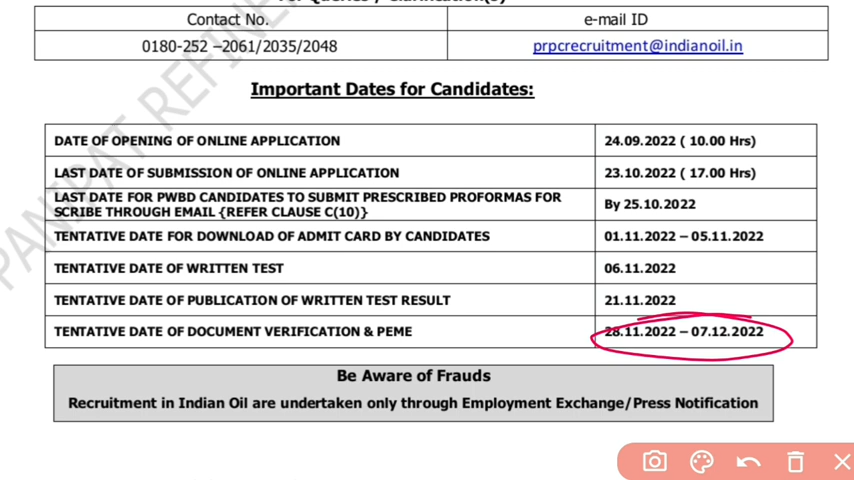 Contact No. e-mail ID
0180-252 –2061/2035/2048 prpcrecruitment@indianoil.in
Important Dates for Candidates:
DATE OF OPENING OF ONLINE APPLICATION 24.09.2022 ( 10.00 Hrs)
LAST DATE OF SUBMISSION OF ONLINE APPLICATION 23.10.2022 ( 17.00 Hrs)
LAST DATE FOR PWBD CANDIDATES TO SUBMIT PRESCRIBED PROFORMAS FOR
SCRIBE THROUGH EMAIL {REFER CLAUSE C(10)} By 25.10.2022
TENTATIVE DATE FOR DOWNLOAD OF ADMIT CARD BY CANDIDATES 01.11.2022 – 05.11.2022
TENTATIVE DATE OF WRITTEN TEST 06.11.2022
TENTATIVE DATE OF PUBLICATION OF WRITTEN TEST RESULT 21.11.2022
TENTATIVE DATE OF DOCUMENT VERIFICATION & PEME 28.11.2022 – 07.12.2022
Be Aware of Frauds
Recruitment in Indian Oil are undertaken only through Employment Exchange/Press Notification
PANIPAT